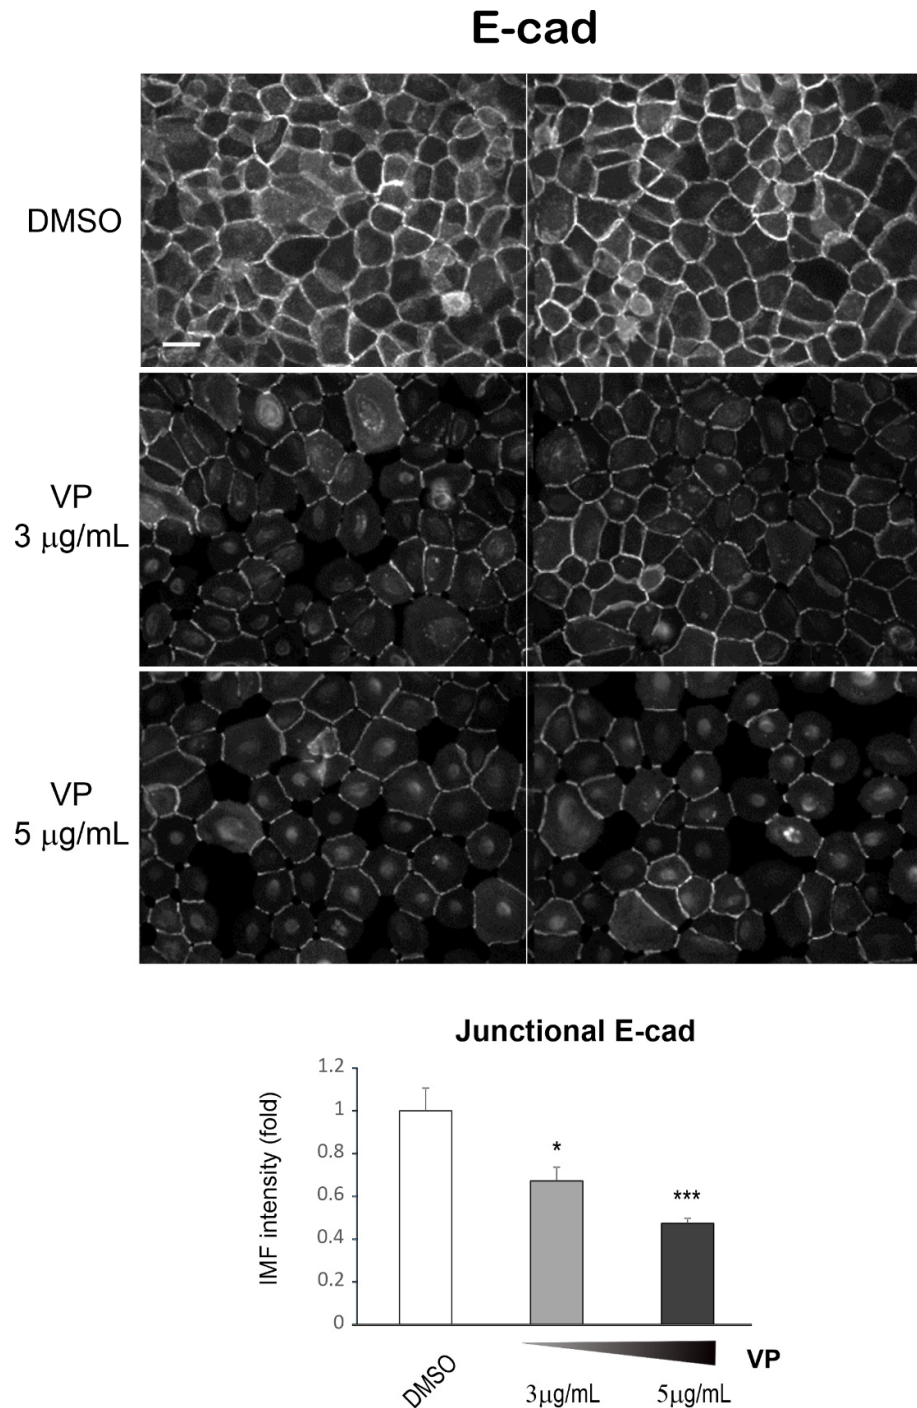 E-cad
DMSO
VP
3 μg/mL
VP
5 μg/mL
Junctional E-cad
IMF intensity (fold)
1.2
1
0.8
0.6
0.4
0.2
0
*
***
DMSO
3μg/mL
5μg/mL
VP